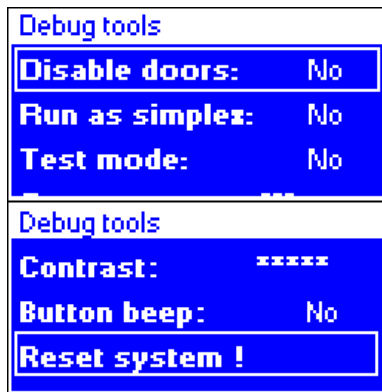 Debug tools
Disable doors: No
Run as simplex: No
Test mode: No
Debug tools
Contrast: *****
Button beep: No
Reset system !